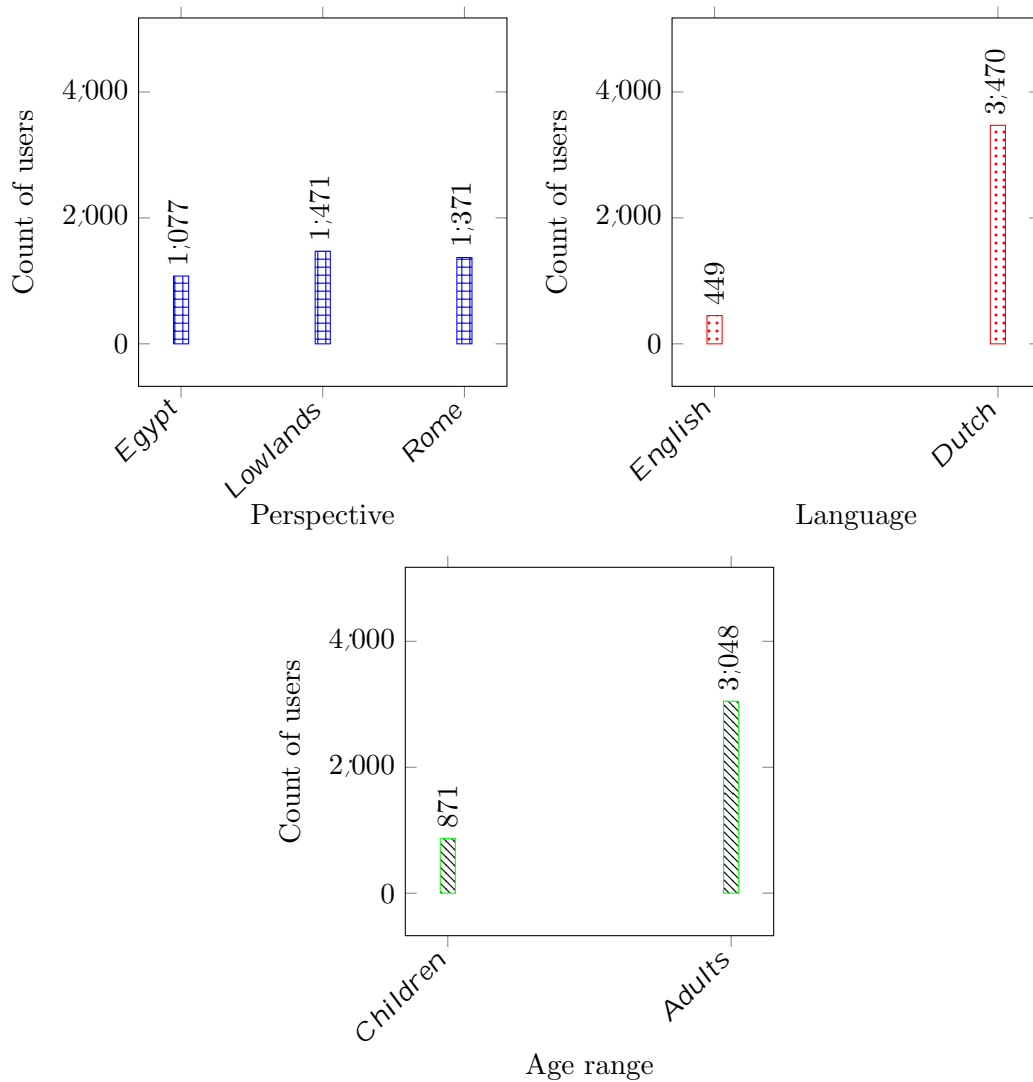 Count of users
4,000
2,000
0
1,077
1,471
1,371
Egypt
Lowlands
Rome
Perspective
Count of users
4,000
2,000
0
449
3,470
English
Dutch
Language
Count of users
4,000
2,000
0
871
3,048
Children
Adults
Age range